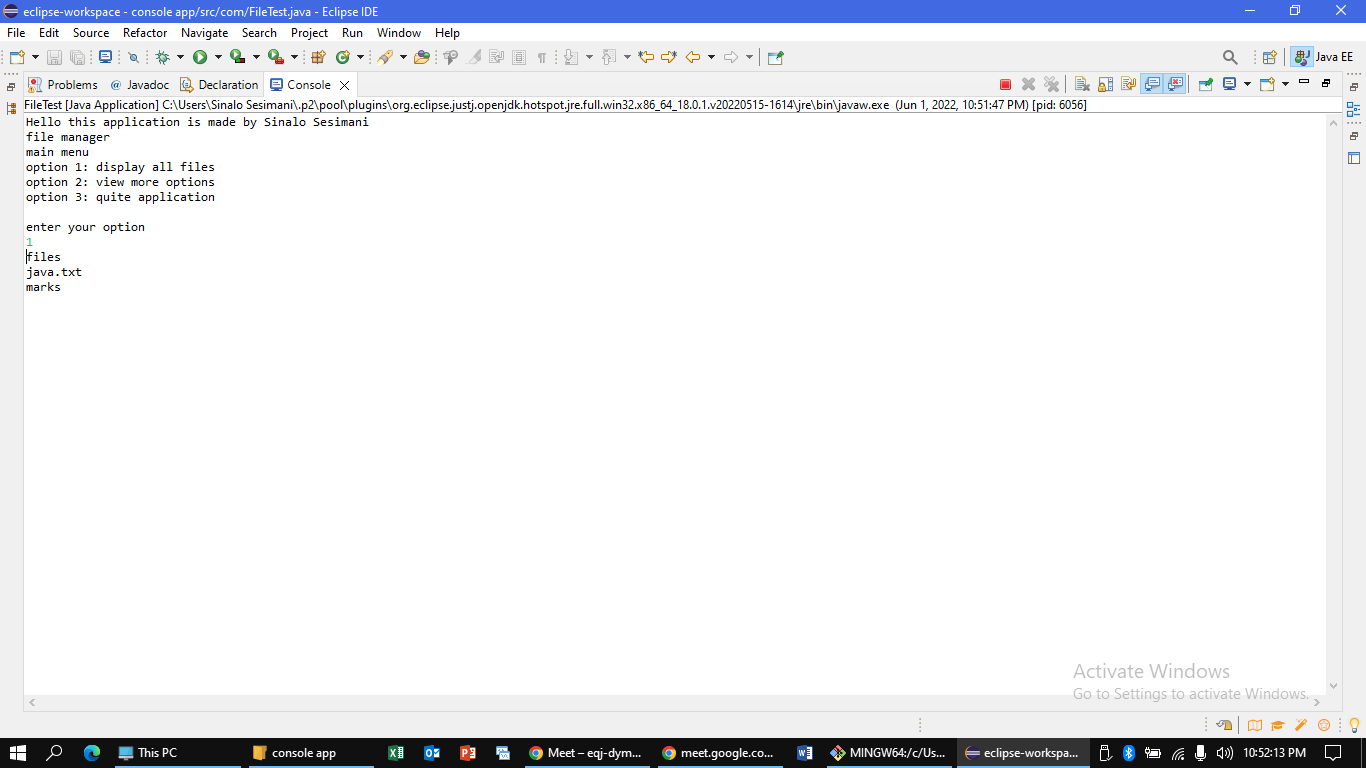 eclipse-workspace - console app/src/com/FileTest.java - Eclipse IDE
File Edit Source Refactor Navigate Search Project Run Window Help
Java EE
Problems @ Javadoc Declaration Console
FileTest [Java Application] C:\Users\Sinalo Sesimani\.p2\pool\plugins\org.eclipse.justj.openjdk.hotspot.jre.full.win32.x86_64_18.0.1.v20220515-1614\jre\bin\javaw.exe (Jun 1, 2022, 10:51:47 PM) [pid: 6056]
Hello this application is made by Sinalo Sesimani
file manager
main menu
option 1: display all files
option 2: view more options
option 3: quite application
enter your option
1
files
java.txt
marks
Activate Windows
Go to Settings to activate Windows.
This PC console app Meet – eqj-dym... meet.google.co... MINGW64:/c/Us... eclipse-workspa... 10:52:13 PM